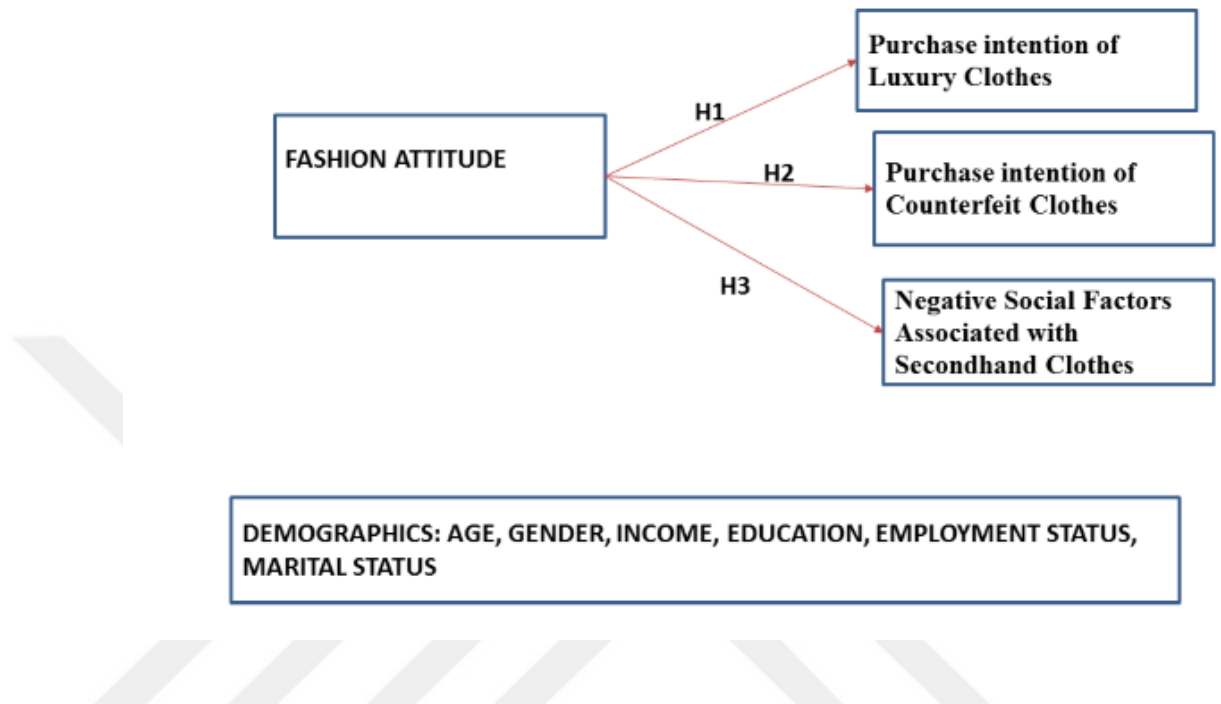 Purchase intention of
Luxury Clothes
H1
FASHION ATTITUDE
H2
Purchase intention of
Counterfeit Clothes
H3
Negative Social Factors
Associated with
Secondhand Clothes
DEMOGRAPHICS: AGE, GENDER, INCOME, EDUCATION, EMPLOYMENT STATUS,
MARITAL STATUS